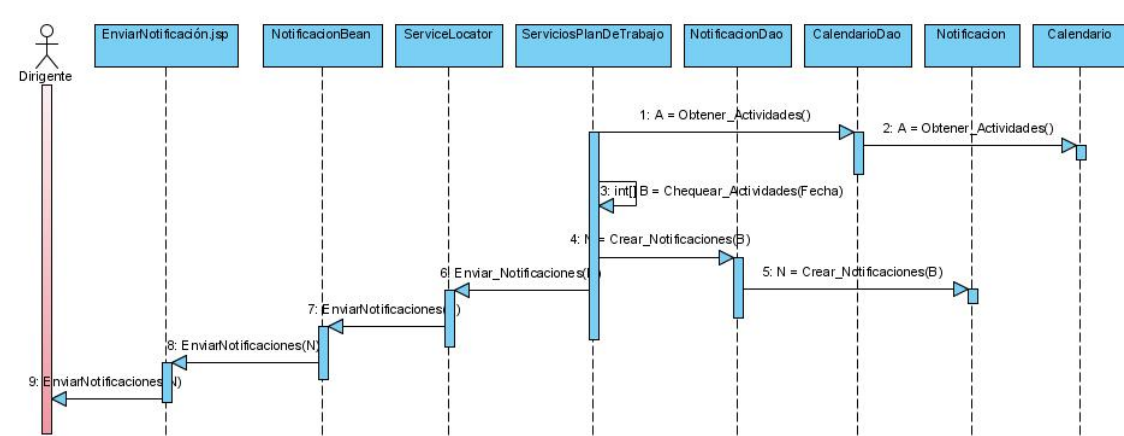 EnviarNotificación.jsp
NotificacionBean
ServiceLocator
ServiciosPlanDeTrabajo
NotificacionDao
CalendarioDao
Notificacion
Calendario
Dirigente
1: A = Obtener_Actividades()
2: A = Obtener_Actividades()
3: int[] B = Chequear_Actividades(Fecha)
4: N = Crear_Notificaciones(B)
5: N = Crear_Notificaciones(B)
6: Enviar_Notificaciones( )
7: EnviarNotificaciones( )
8: EnviarNotificaciones(N)
9: EnviarNotificaciones(N)